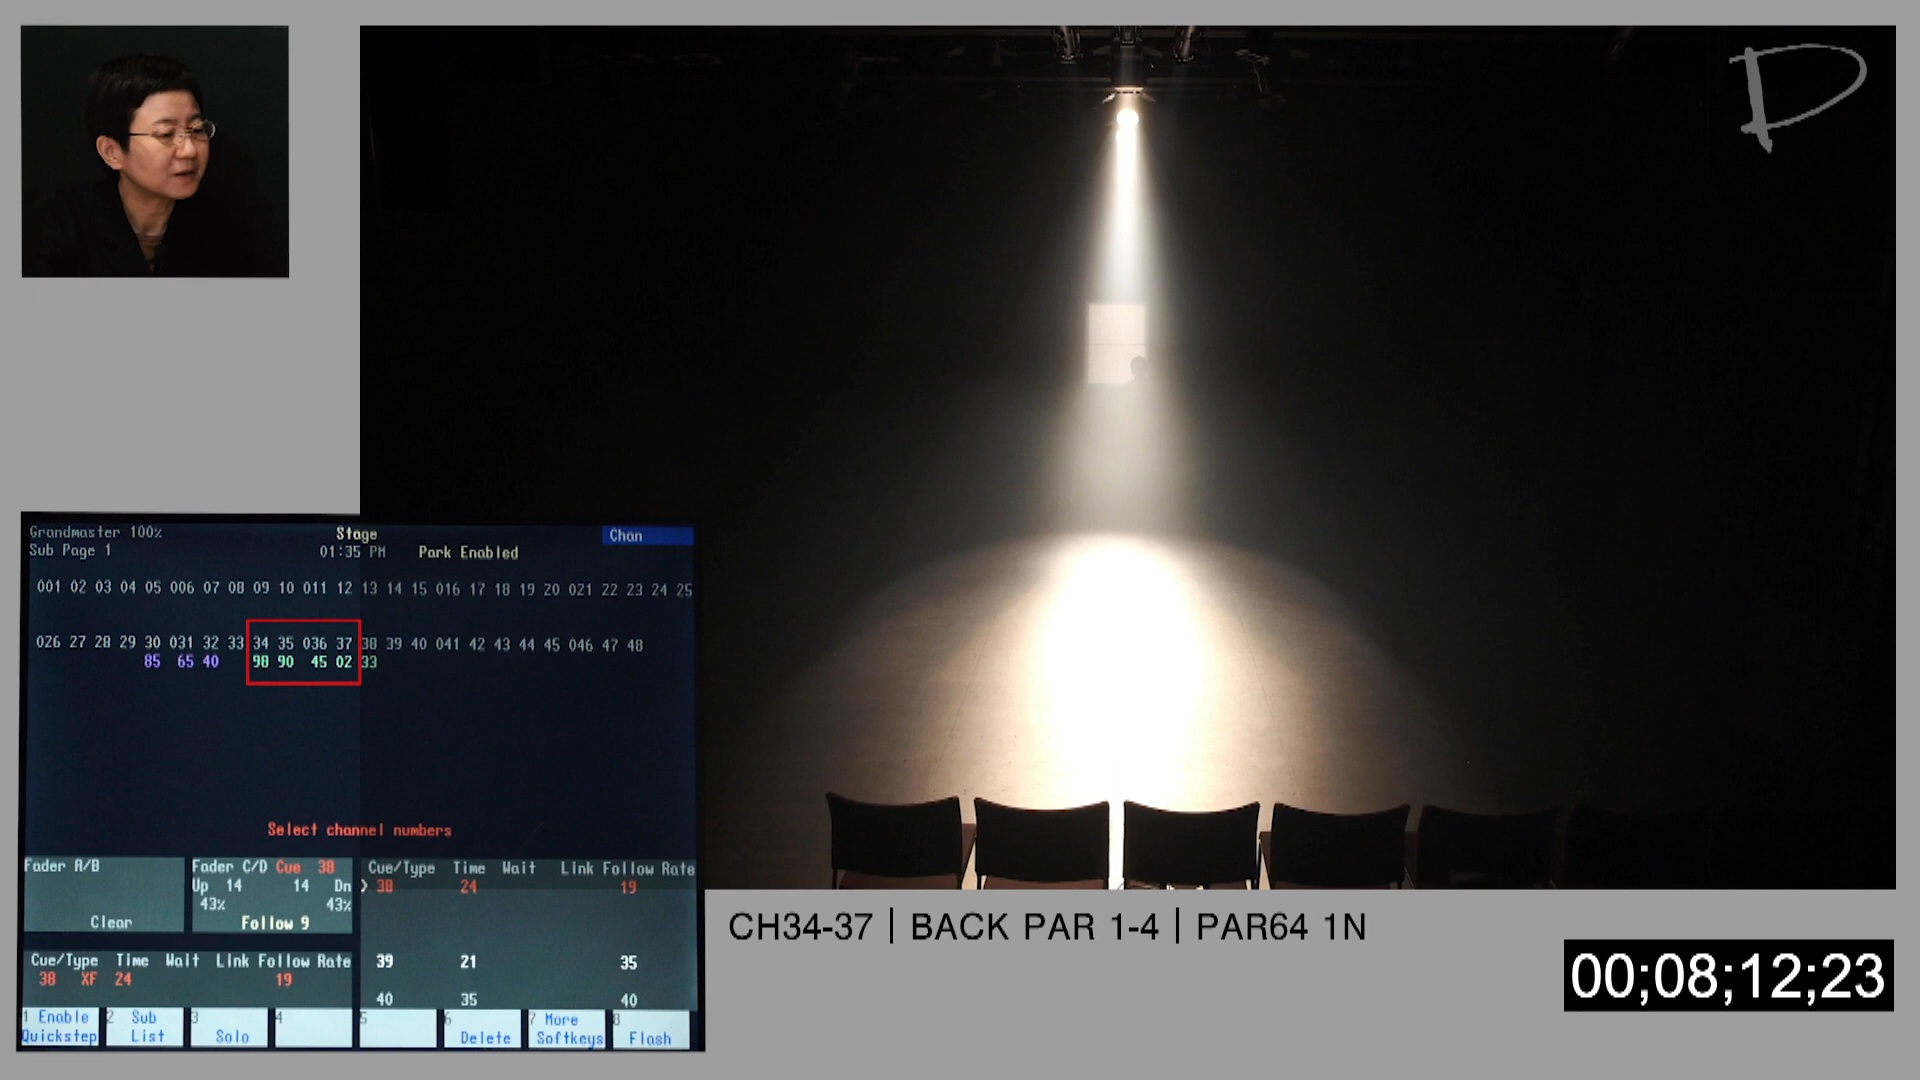 D
Grandmaster 100% Stage Chan
Sub Page 1 01:35 PM Park Enabled
001 02 03 04 05 006 07 08 09 10 011 12 13 14 15 016 17 18 19 20 021 22 23 24 25
026 27 28 29 30 031 32 33 34 35 036 37 38 39 40 041 42 43 44 45 046 47 48
85 65 40 98 90 45 02 33
Select channel numbers
Fader A/B
Clear
Fader C/D Cue 38
Up 14 14 Dn
43% 43%
Follow 9
Cue/Type Time Wait Link Follow Rate
38 XF 24 19
Cue/Type Time Wait Link Follow Rate
> 38 24 19
39 21 35
40 35 40
1 Enable Quickstep
2 Sub List
3 Solo
4
5
6 Delete
7 More Softkeys
8 Flash
CH34-37 | BACK PAR 1-4 | PAR64 1N
00;08;12;23